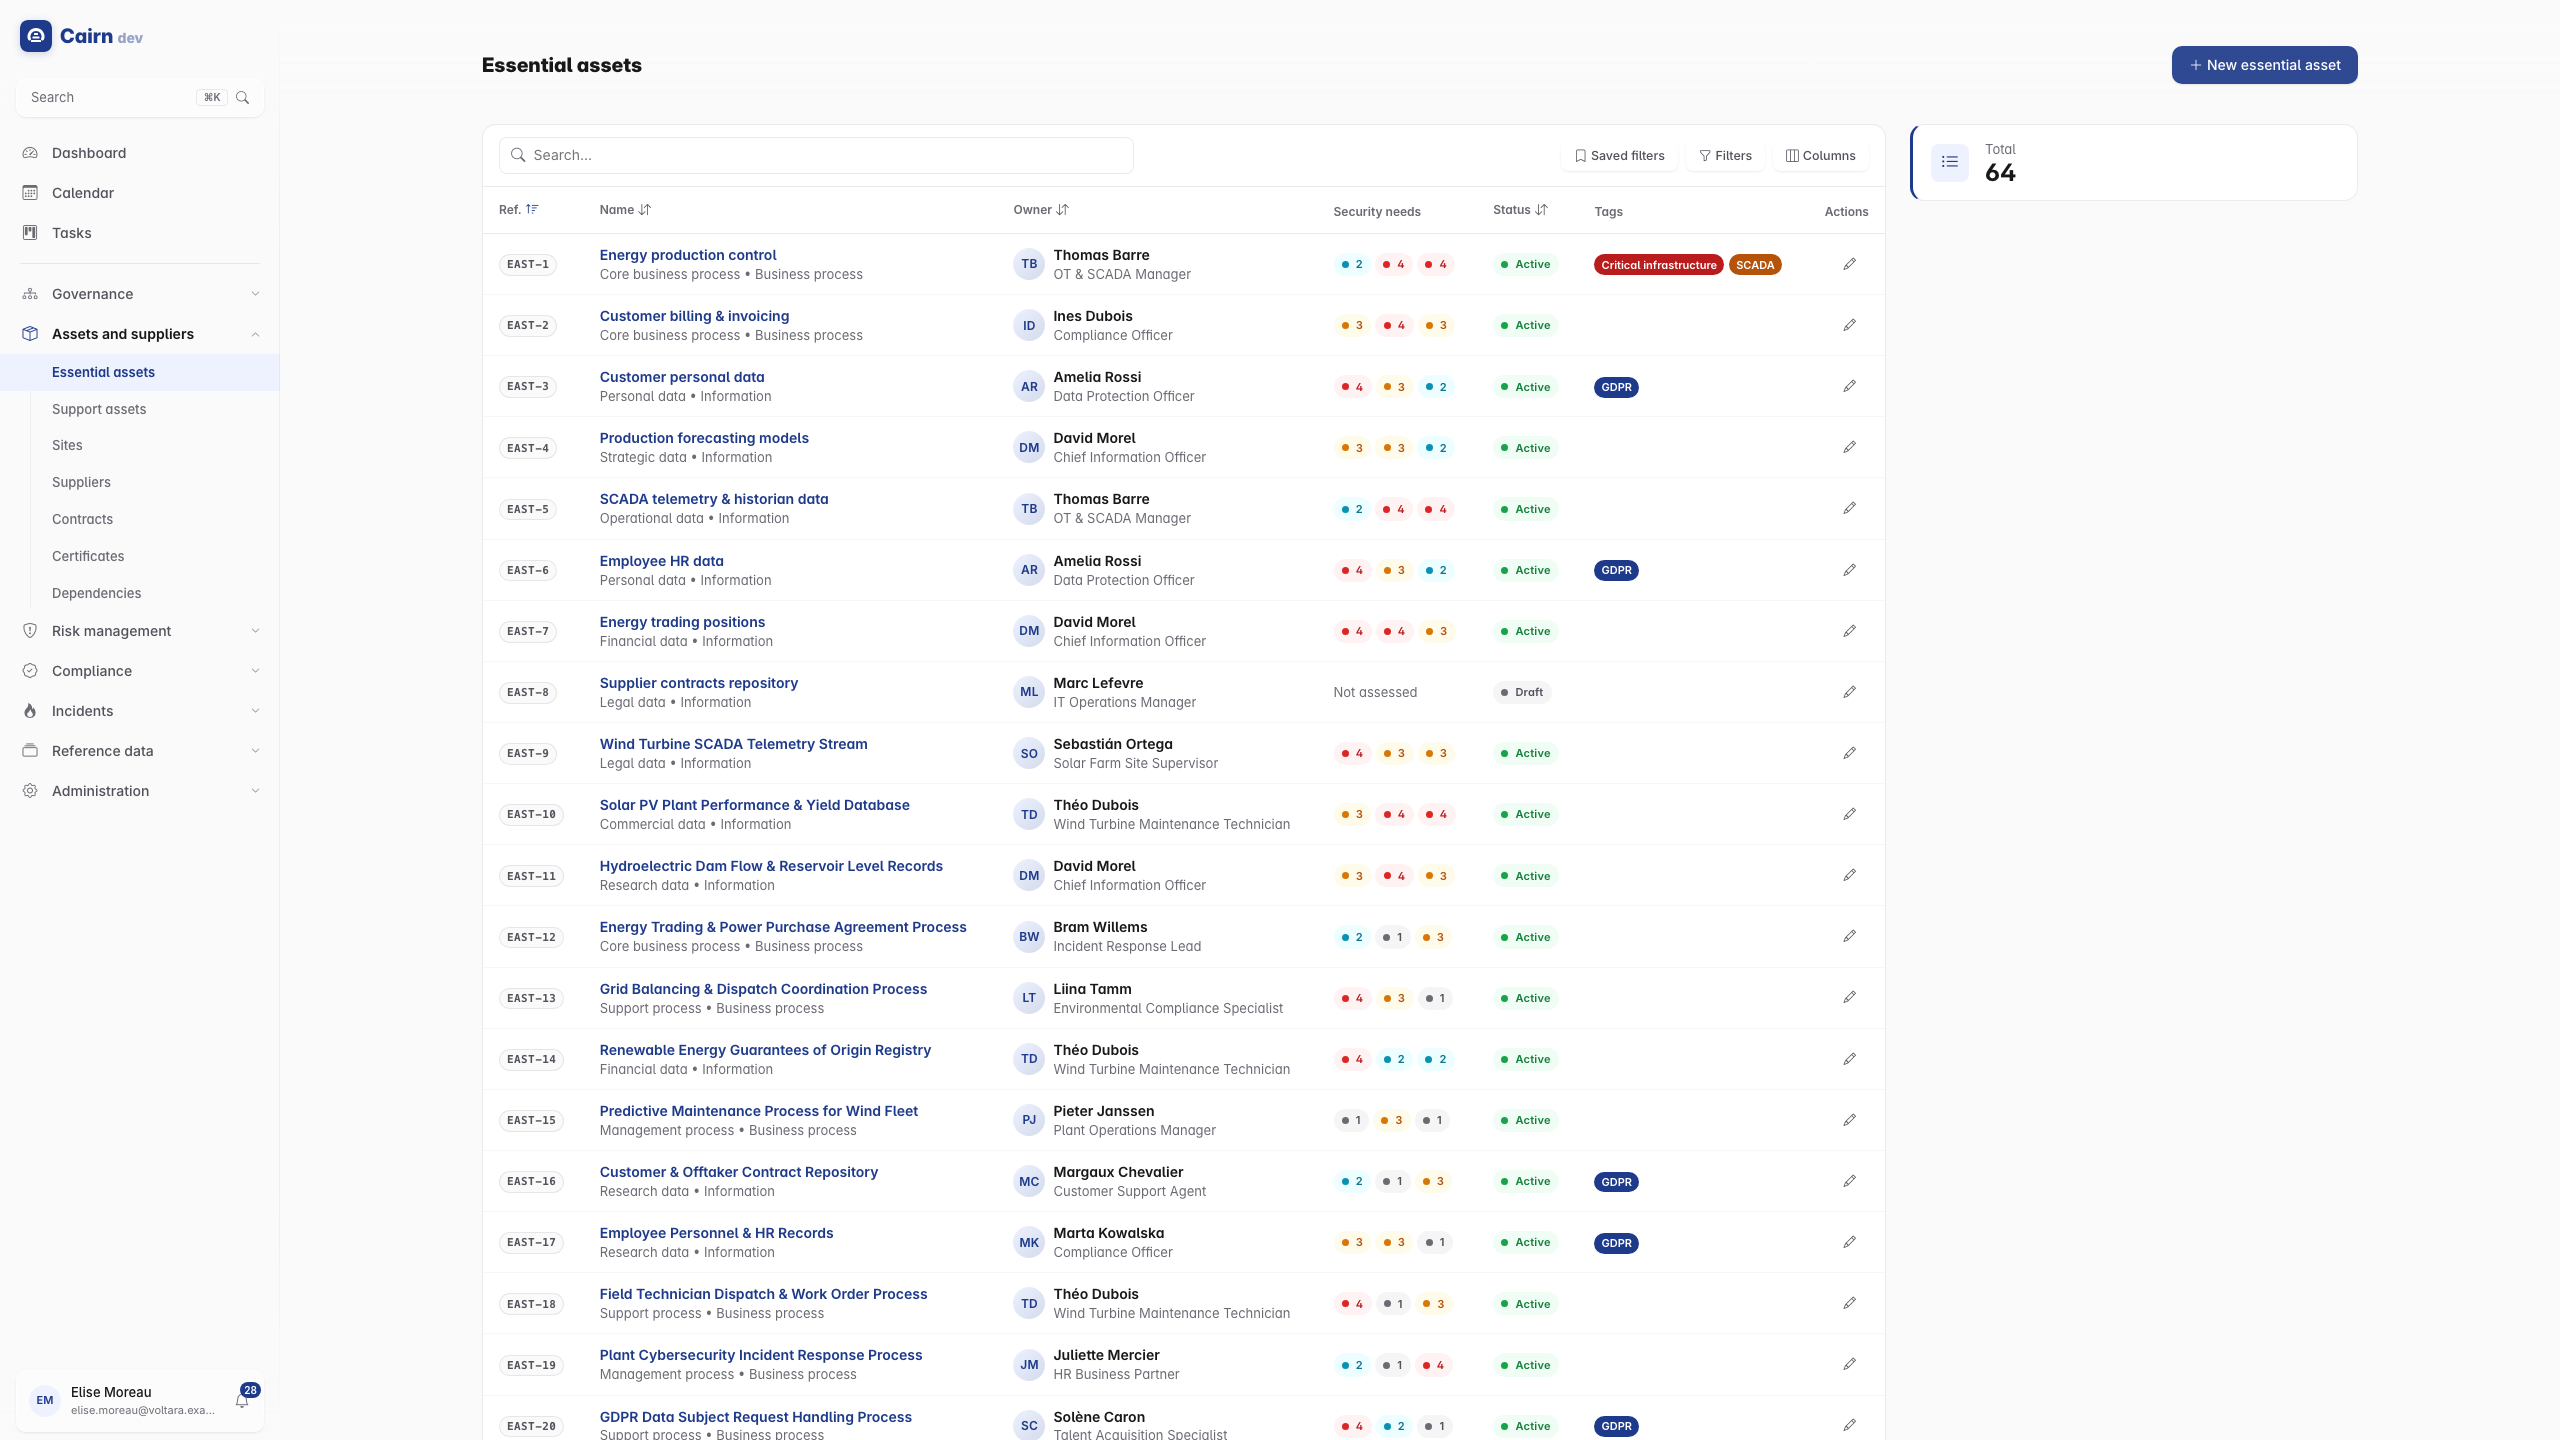 Cairn dev
Search ⌘K
Dashboard
Calendar
Tasks
Governance
Assets and suppliers
Essential assets
Support assets
Sites
Suppliers
Contracts
Certificates
Dependencies
Risk management
Compliance
Incidents
Reference data
Administration
EM Elise Moreau 28
elise.moreau@voltara.exa...
Essential assets
+ New essential asset
Search...
Saved filters Filters Columns
Total
64
Ref. Name Owner Security needs Status Tags Actions
EAST-1 Energy production control TB Thomas Barre 2 4 4 Active Critical infrastructure SCADA
Core business process • Business process OT & SCADA Manager
EAST-2 Customer billing & invoicing ID Ines Dubois 3 4 3 Active
Core business process • Business process Compliance Officer
EAST-3 Customer personal data AR Amelia Rossi 4 3 2 Active GDPR
Personal data • Information Data Protection Officer
EAST-4 Production forecasting models DM David Morel 3 3 2 Active
Strategic data • Information Chief Information Officer
EAST-5 SCADA telemetry & historian data TB Thomas Barre 2 4 4 Active
Operational data • Information OT & SCADA Manager
EAST-6 Employee HR data AR Amelia Rossi 4 3 2 Active GDPR
Personal data • Information Data Protection Officer
EAST-7 Energy trading positions DM David Morel 4 4 3 Active
Financial data • Information Chief Information Officer
EAST-8 Supplier contracts repository ML Marc Lefevre Not assessed Draft
Legal data • Information IT Operations Manager
EAST-9 Wind Turbine SCADA Telemetry Stream SO Sebastián Ortega 4 3 3 Active
Legal data • Information Solar Farm Site Supervisor
EAST-10 Solar PV Plant Performance & Yield Database TD Théo Dubois 3 4 4 Active
Commercial data • Information Wind Turbine Maintenance Technician
EAST-11 Hydroelectric Dam Flow & Reservoir Level Records DM David Morel 3 4 3 Active
Research data • Information Chief Information Officer
EAST-12 Energy Trading & Power Purchase Agreement Process BW Bram Willems 2 1 3 Active
Core business process • Business process Incident Response Lead
EAST-13 Grid Balancing & Dispatch Coordination Process LT Liina Tamm 4 3 1 Active
Support process • Business process Environmental Compliance Specialist
EAST-14 Renewable Energy Guarantees of Origin Registry TD Théo Dubois 4 2 2 Active
Financial data • Information Wind Turbine Maintenance Technician
EAST-15 Predictive Maintenance Process for Wind Fleet PJ Pieter Janssen 1 3 1 Active
Management process • Business process Plant Operations Manager
EAST-16 Customer & Offtaker Contract Repository MC Margaux Chevalier 2 1 3 Active GDPR
Research data • Information Customer Support Agent
EAST-17 Employee Personnel & HR Records MK Marta Kowalska 3 3 1 Active GDPR
Research data • Information Compliance Officer
EAST-18 Field Technician Dispatch & Work Order Process TD Théo Dubois 4 1 3 Active
Support process • Business process Wind Turbine Maintenance Technician
EAST-19 Plant Cybersecurity Incident Response Process JM Juliette Mercier 2 1 4 Active
Management process • Business process HR Business Partner
EAST-20 GDPR Data Subject Request Handling Process SC Solène Caron 4 2 1 Active GDPR
Support process • Business process Talent Acquisition Specialist